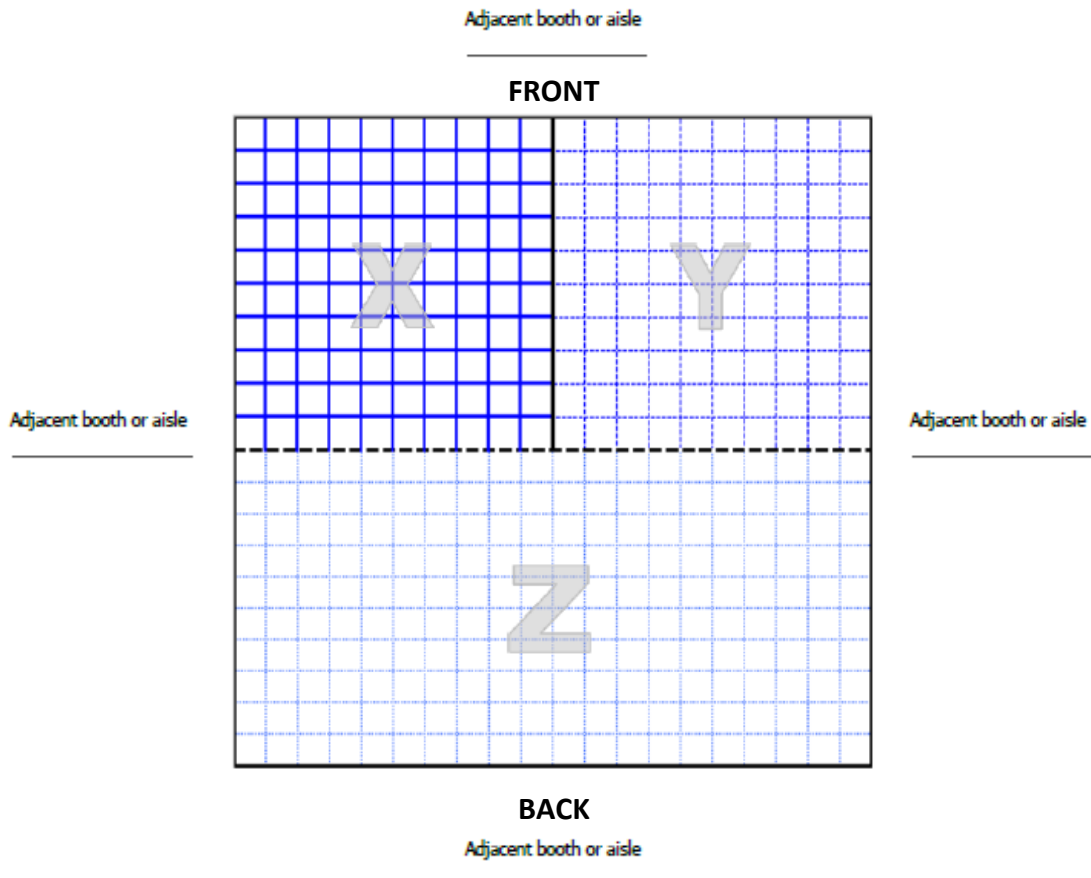 Adjacent booth or aisle
FRONT
X
Y
Adjacent booth or aisle
Adjacent booth or aisle
Z
BACK
Adjacent booth or aisle